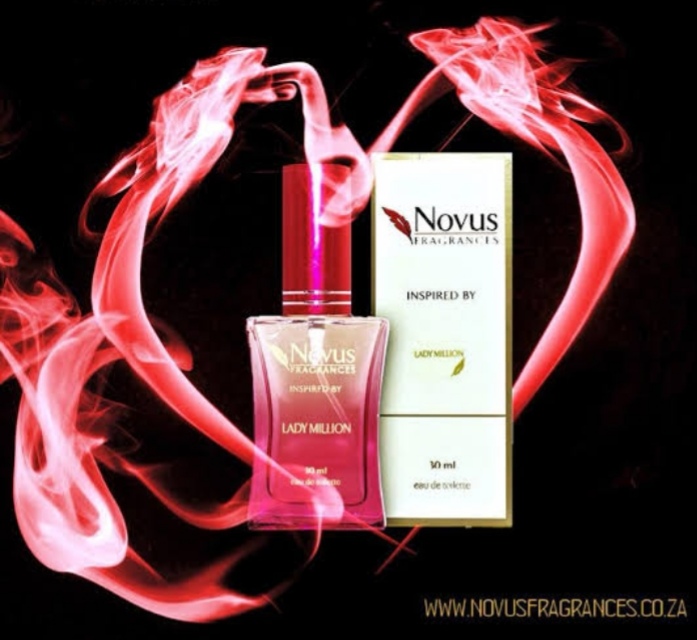 Novus
FRAGRANCES
INSPIRED BY
LADY MILLION
30 ml
eau de toilette
Novus
FRAGRANCES
INSPIRED BY
LADY MILLION
30 ml
eau de toilette
WWW.NOVUSFRAGRANCES.CO.ZA